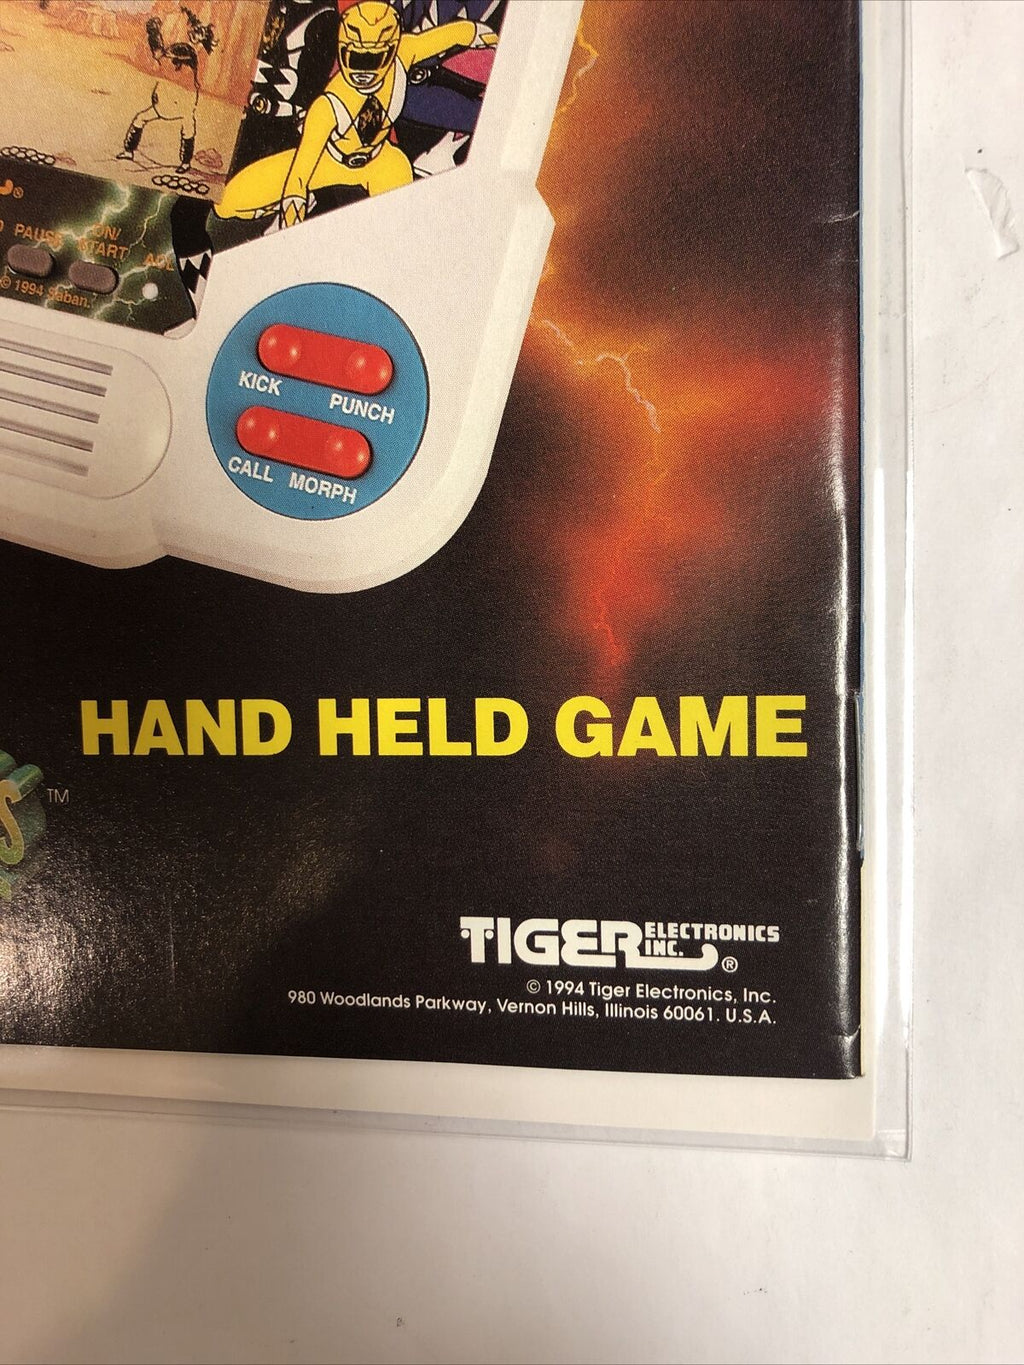 PAUSE
ON/
START
© 1994 Saban.
KICK
PUNCH
CALL
MORPH
HAND HELD GAME
TM
TIGER ELECTRONICS
INC. ®
© 1994 Tiger Electronics, Inc.
980 Woodlands Parkway, Vernon Hills, Illinois 60061. U.S.A.